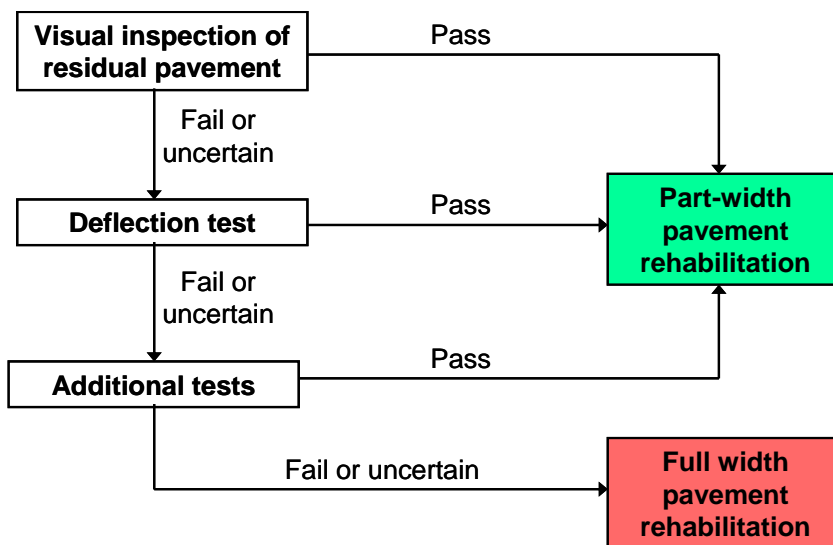 Visual inspection of
residual pavement
Pass
Fail or
uncertain
Deflection test
Pass
Part-width
pavement
rehabilitation
Fail or
uncertain
Additional tests
Pass
Fail or uncertain
Full width
pavement
rehabilitation